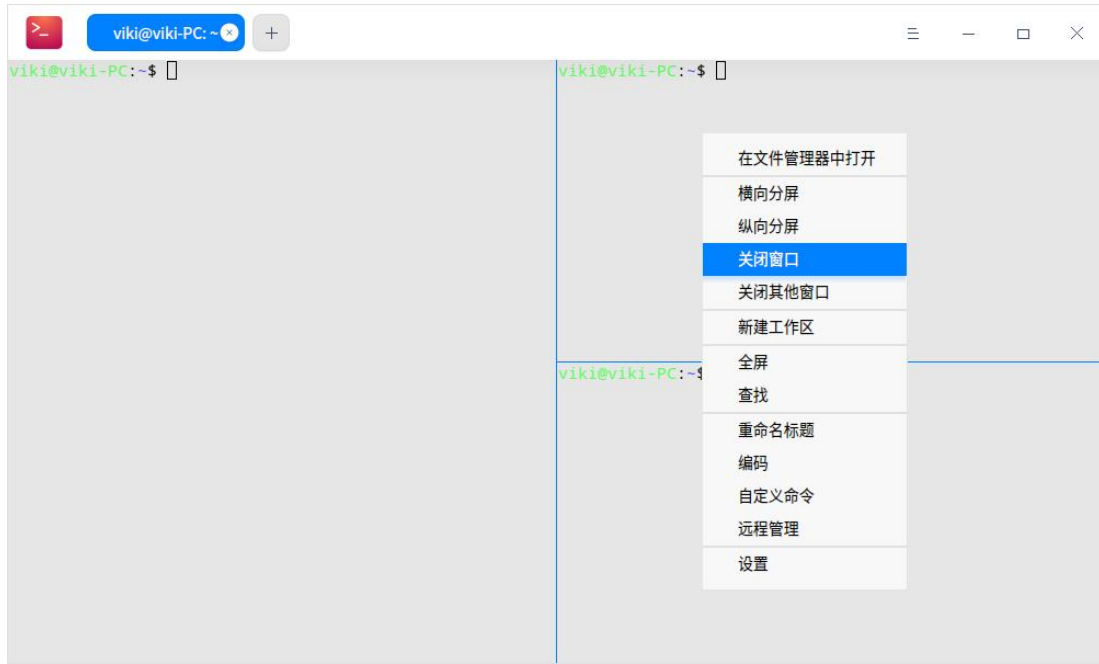 >_
viki@viki-PC: ~
viki@viki-PC:~$
viki@viki-PC:~$
在文件管理器中打开
横向分屏
纵向分屏
关闭窗口
关闭其他窗口
新建工作区
全屏
viki@viki-PC:~$
查找
重命名标题
编码
自定义命令
远程管理
设置